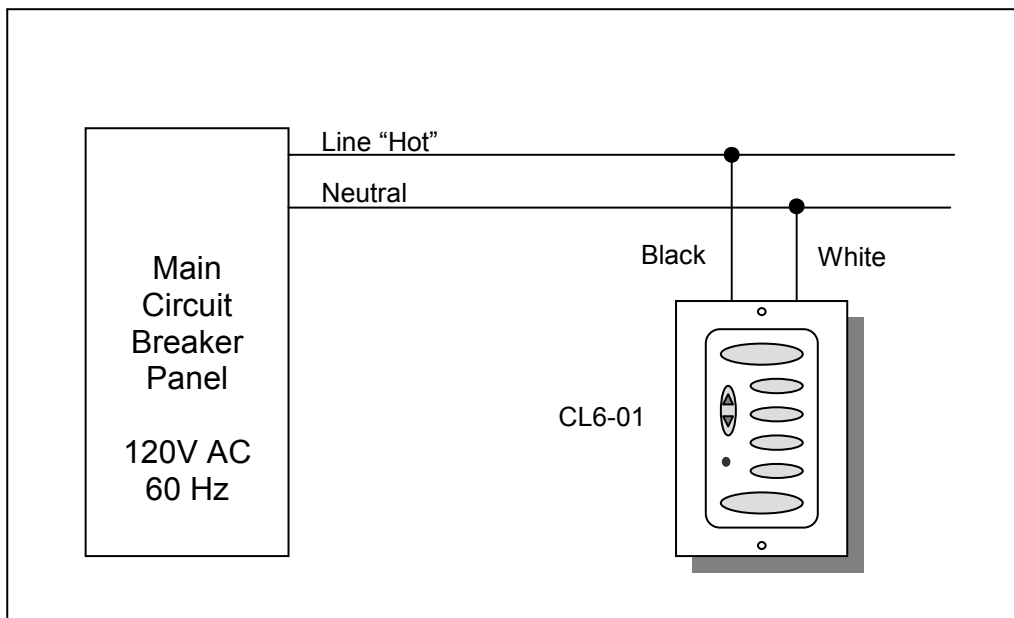 Line “Hot”
Neutral
Black
White
Main
Circuit
Breaker
Panel
120V AC
60 Hz
CL6-01